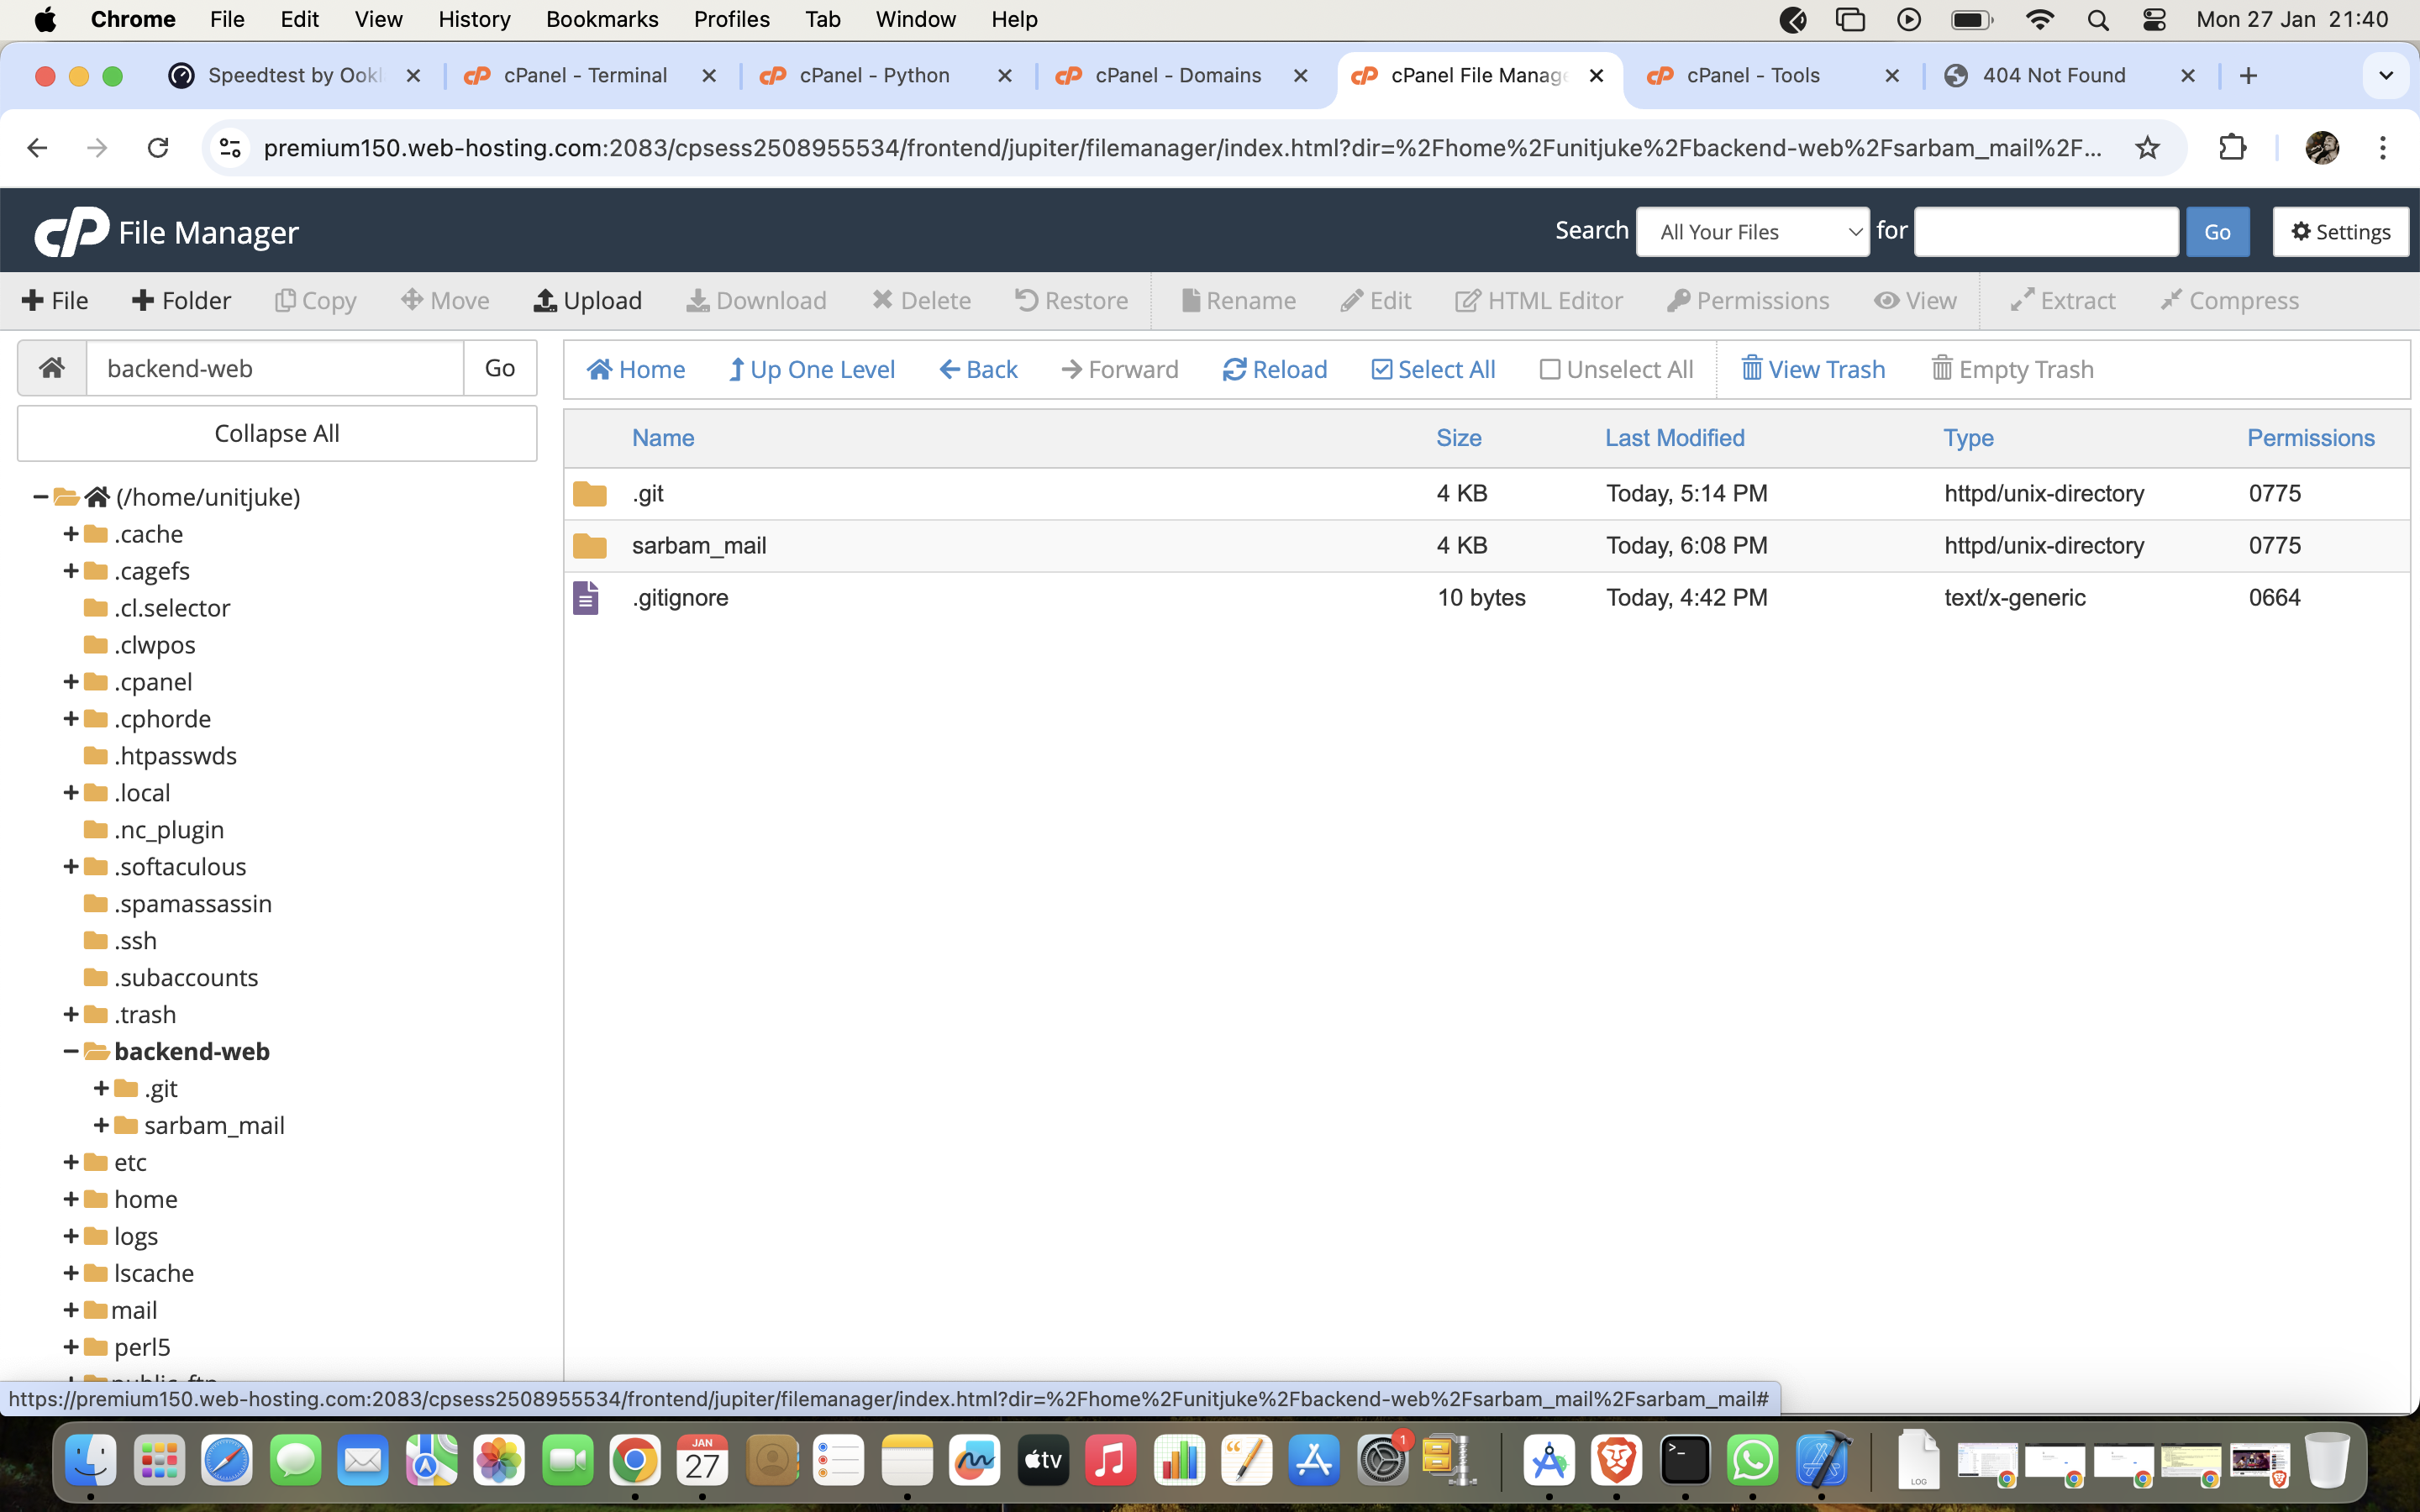 Chrome File Edit View History Bookmarks Profiles Tab Window Help Mon 27 Jan 21:40
Speedtest by Ookl cPanel - Terminal cPanel - Python cPanel - Domains cPanel File Manage cPanel - Tools 404 Not Found
premium150.web-hosting.com:2083/cpsess2508955534/frontend/jupiter/filemanager/index.html?dir=%2Fhome%2Funitjuke%2Fbackend-web%2Fsarbam_mail%2F...
cP File Manager Search All Your Files for Go Settings
File Folder Copy Move Upload Download Delete Restore Rename Edit HTML Editor Permissions View Extract Compress
backend-web Go
Home Up One Level Back Forward Reload Select All Unselect All View Trash Empty Trash
Collapse All
(/home/unitjuke)
.cache
.cagefs
.cl.selector
.clwpos
.cpanel
.cphorde
.htpasswds
.local
.nc_plugin
.softaculous
.spamassassin
.ssh
.subaccounts
.trash
backend-web
.git
sarbam_mail
etc
home
logs
lscache
mail
perl5
public_ftp
Name Size Last Modified Type Permissions
.git 4 KB Today, 5:14 PM httpd/unix-directory 0775
sarbam_mail 4 KB Today, 6:08 PM httpd/unix-directory 0775
.gitignore 10 bytes Today, 4:42 PM text/x-generic 0664
https://premium150.web-hosting.com:2083/cpsess2508955534/frontend/jupiter/filemanager/index.html?dir=%2Fhome%2Funitjuke%2Fbackend-web%2Fsarbam_mail%2Fsarbam_mail#
JAN
27
tv
1
>_
LOG